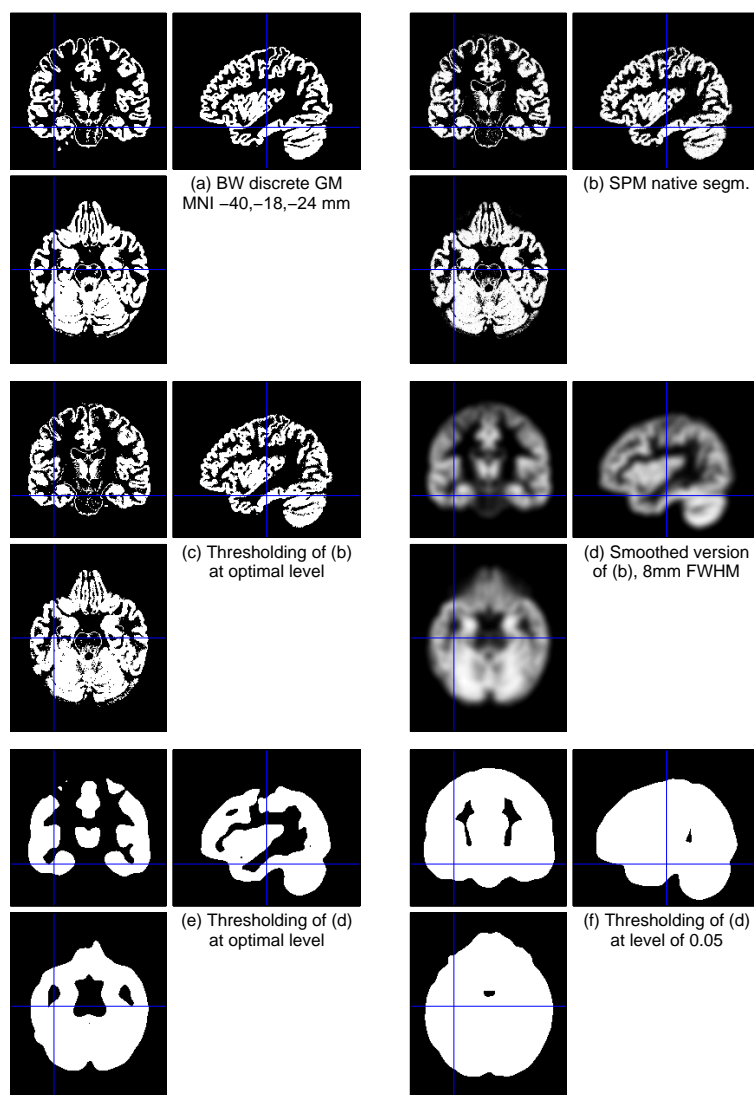 (a) BW discrete GM
MNI −40,−18,−24 mm
(b) SPM native segm.
(c) Thresholding of (b)
at optimal level
(d) Smoothed version
of (b), 8mm FWHM
(e) Thresholding of (d)
at optimal level
(f) Thresholding of (d)
at level of 0.05